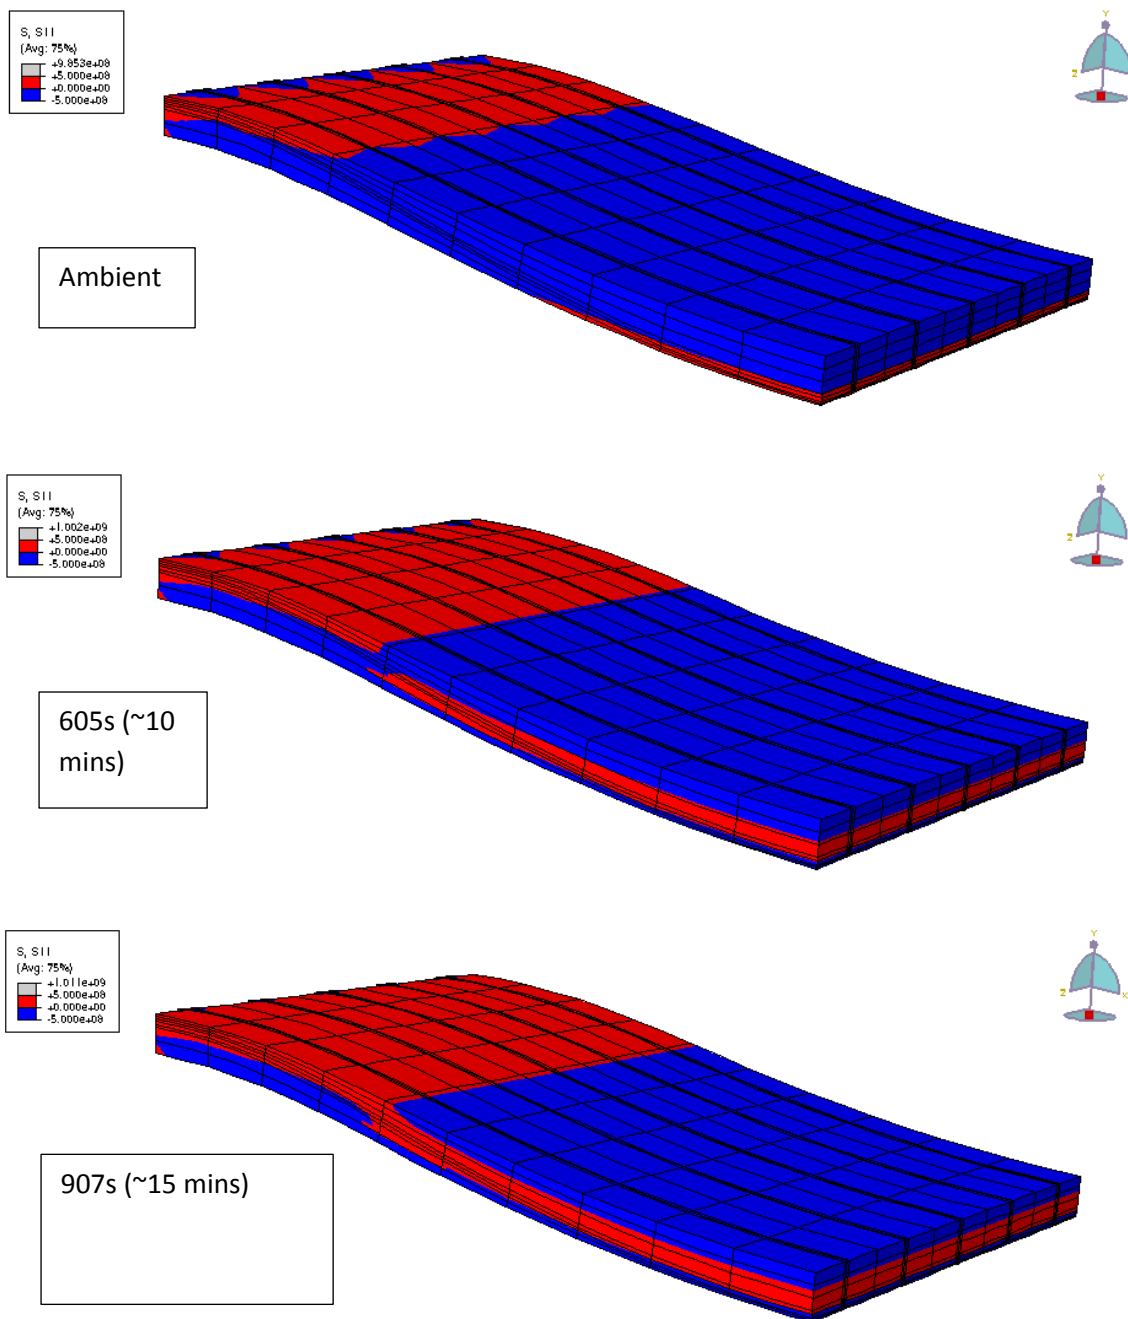 S, S11
(Avg: 75%)
+9.853e+08
+5.000e+08
+0.000e+00
-5.000e+08
Y
Z
Ambient
S, S11
(Avg: 75%)
+1.002e+09
+5.000e+08
+0.000e+00
-5.000e+08
Y
Z
605s (~10
mins)
S, S11
(Avg: 75%)
+1.011e+09
+5.000e+08
+0.000e+00
-5.000e+08
Y
Z
X
907s (~15 mins)